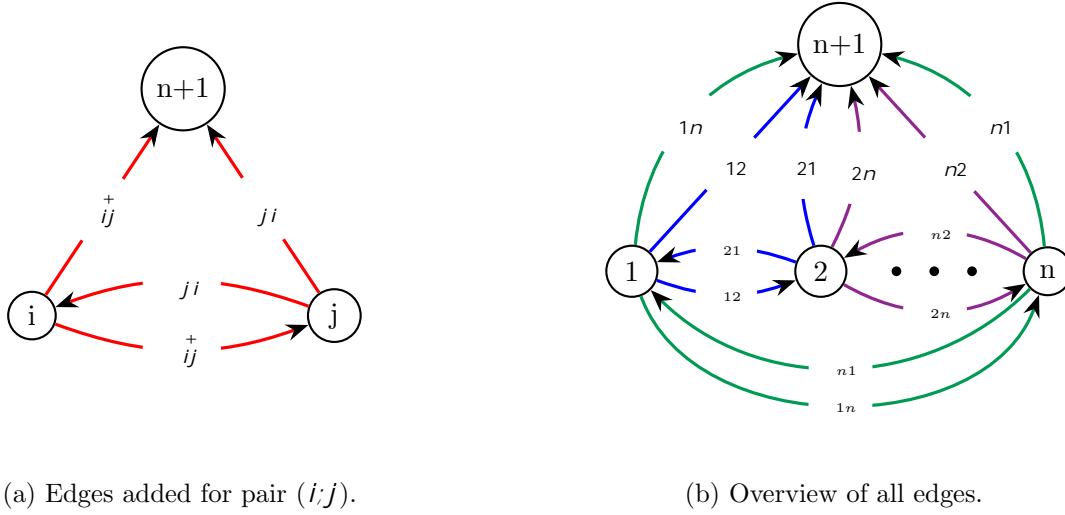 n+1
+
ij
ji
ji
i
j
+
ij
(a) Edges added for pair (i,j).
n+1
1n
n1
12
21
2n
n2
21
n2
1
2
• • •
n
12
2n
n1
1n
(b) Overview of all edges.